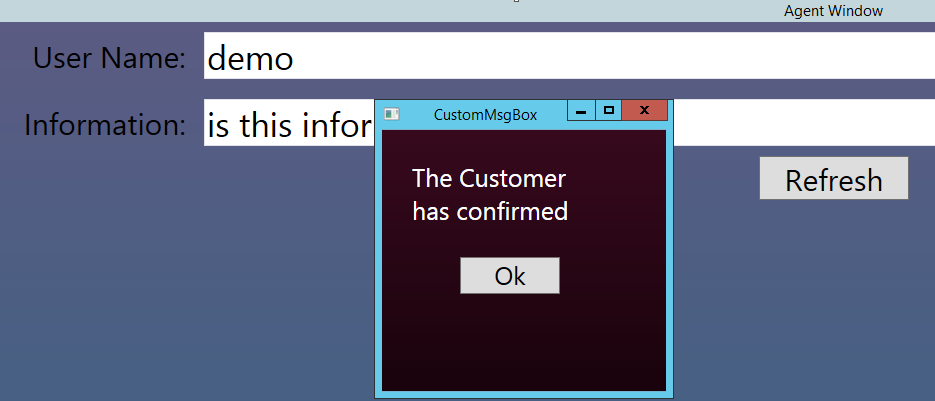 Agent Window
User Name: demo
Information: is this infor
CustomMsgBox
The Customer
has confirmed
Ok
Refresh